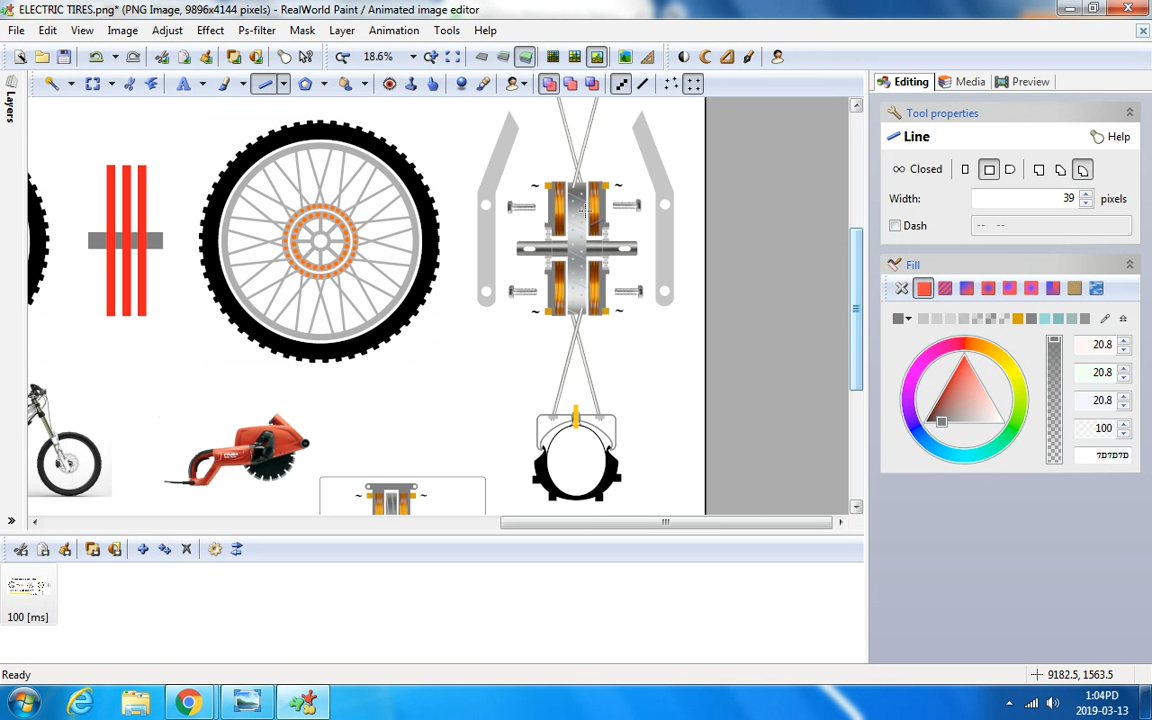 ELECTRIC TIRES.png* (PNG Image, 9896x4144 pixels) - RealWorld Paint / Animated image editor
File Edit View Image Adjust Effect Ps-filter Mask Layer Animation Tools Help
18.6%
Layers
Editing Media Preview
Tool properties
Line Help
Closed
Width: 39 pixels
Dash -- --
Fill
20.8
20.8
20.8
100
7D7D7D
~ ~
~ ~
~ ~
100 [ms]
Ready 9182.5, 1563.5
1:04PD
2019-03-13